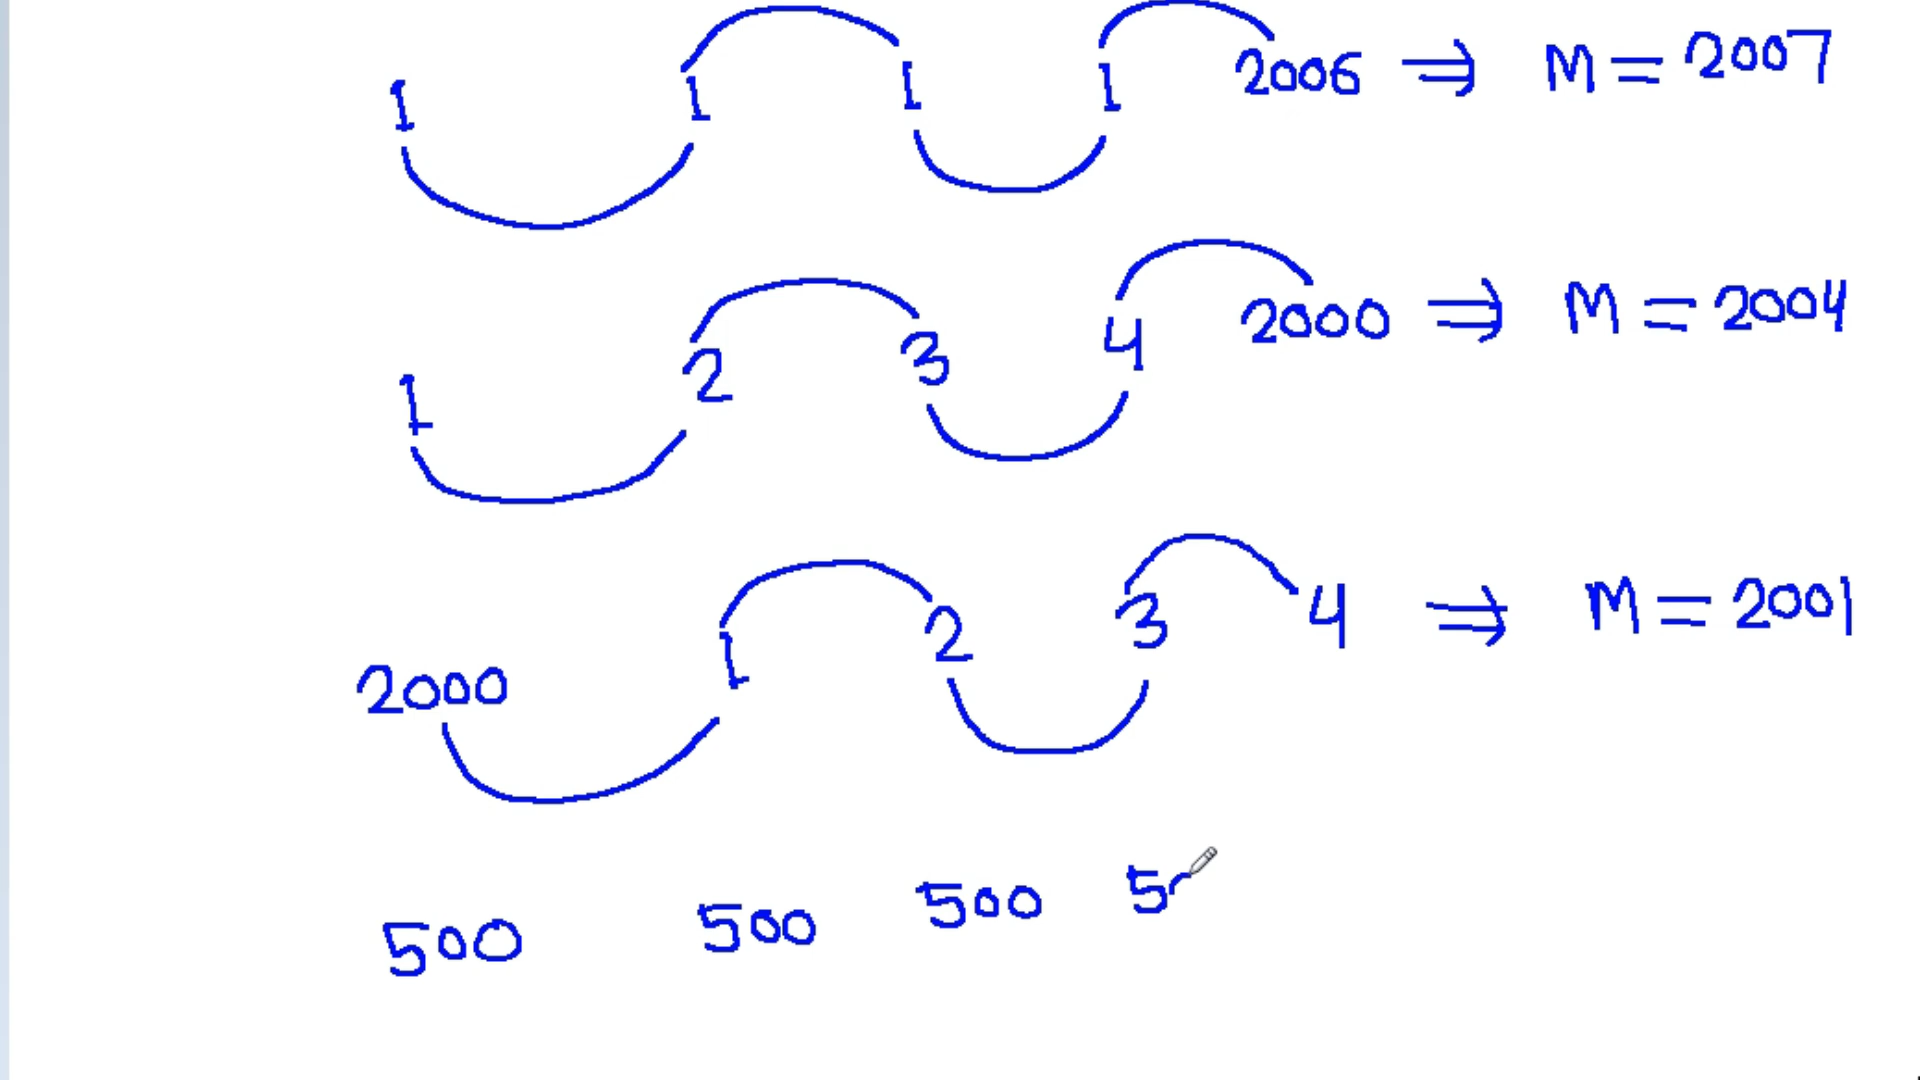 1 1 1 1 2006 ⇒ M = 2007
1 2 3 4 2000 ⇒ M = 2004
2000 1 2 3 4 ⇒ M = 2001
500 500 500 5